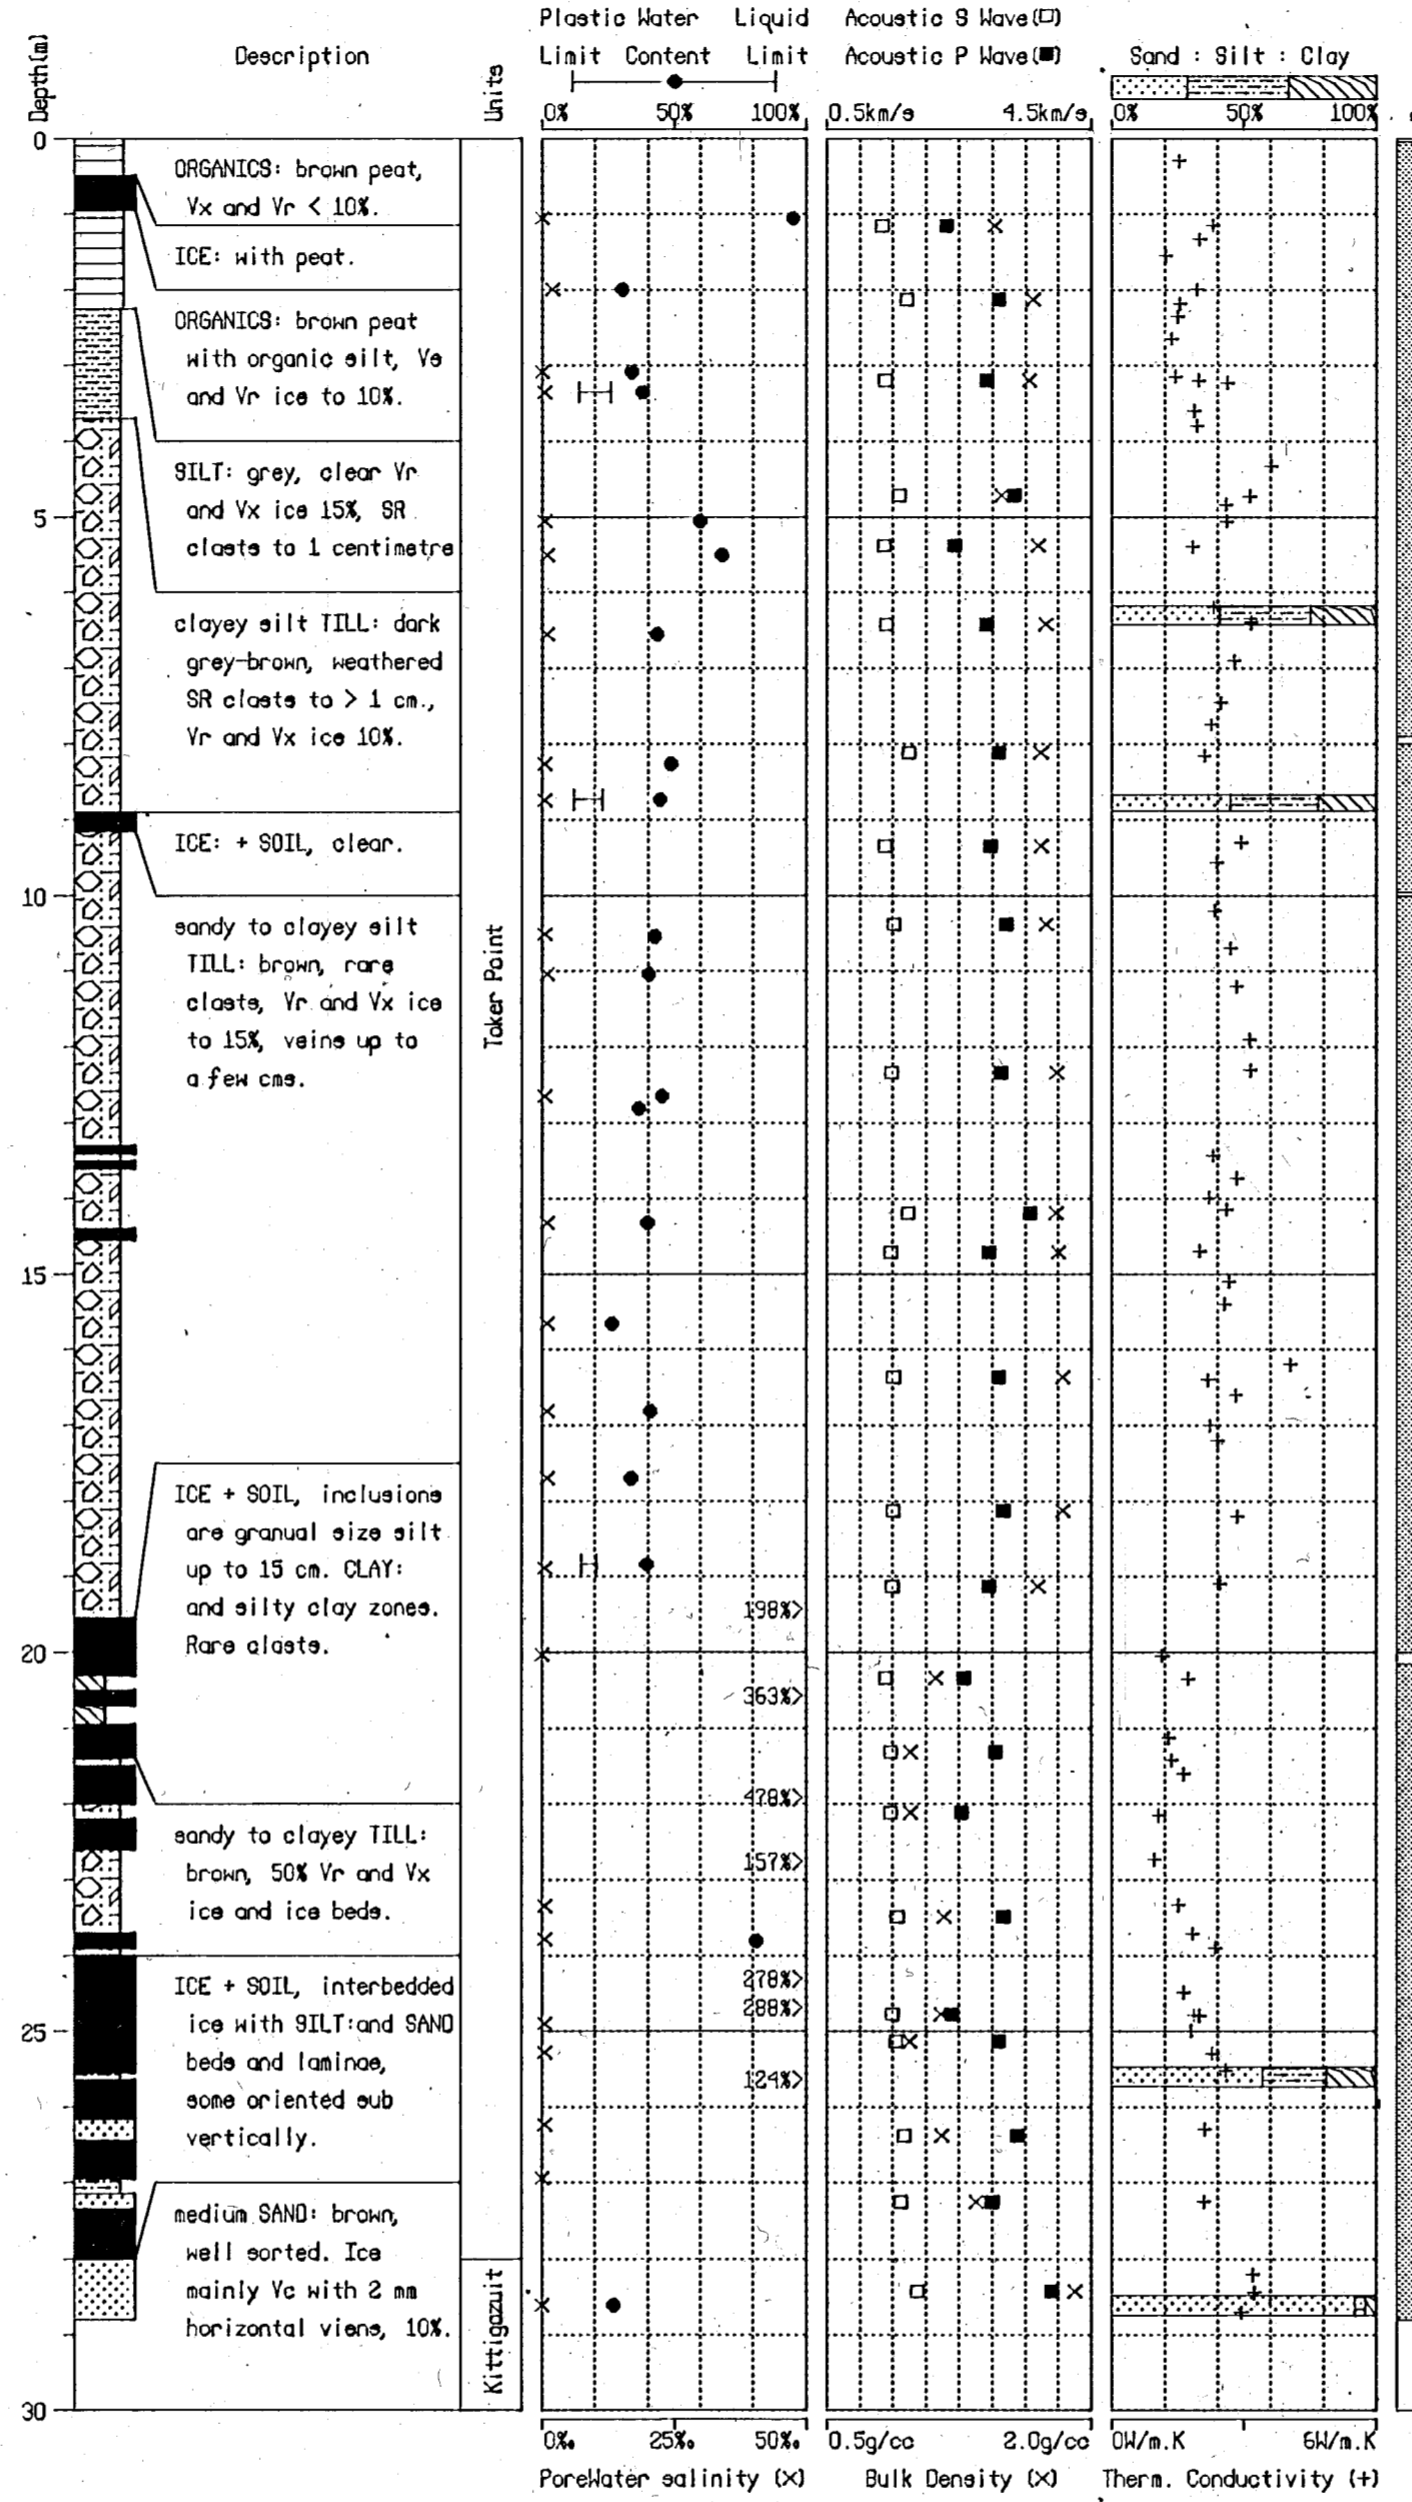 Plastic Water Liquid
Limit Content Limit
Acoustic S Wave(□)
Acoustic P Wave(■)
Sand : Silt : Clay
Depth(m)
Description
Units
0% 50% 100%
0.5km/s 4.5km/s
0% 50% 100%
0
ORGANICS: brown peat,
Vx and Vr < 10%.
ICE: with peat.
ORGANICS: brown peat
with organic silt, Vs
and Vr ice to 10%.
SILT: grey, clear Vr
and Vx ice 15%, SR
clasts to 1 centimetre
5
clayey silt TILL: dark
grey-brown, weathered
SR clasts to > 1 cm.,
Vr and Vx ice 10%.
ICE: + SOIL, clear.
10
sandy to clayey silt
TILL: brown, rare
clasts, Vr and Vx ice
to 15%, veins up to
a few cms.
Toker Point
15
ICE + SOIL, inclusions
are granual size silt
up to 15 cm. CLAY:
and silty clay zones.
Rare clasts.
198%>
20
363%>
478%>
sandy to clayey TILL:
brown, 50% Vr and Vx
ice and ice beds.
157%>
ICE + SOIL, interbedded
ice with SILT:and SAND
beds and laminae,
some oriented sub
vertically.
278%>
288%>
25
124%>
medium SAND: brown,
well sorted. Ice
mainly Vc with 2 mm
horizontal viens, 10%.
Kittigazuit
30
0‰ 25‰ 50‰
0.5g/cc 2.0g/cc
0W/m.K 6W/m.K
PoreWater salinity (×)
Bulk Density (×)
Therm. Conductivity (+)